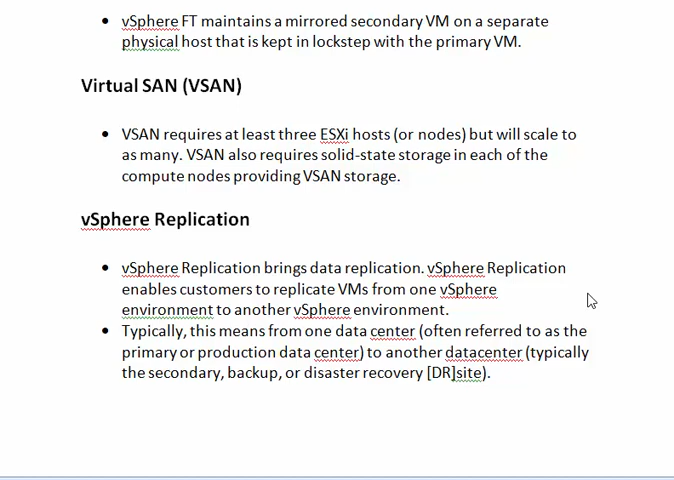 • vSphere FT maintains a mirrored secondary VM on a separate
physical host that is kept in lockstep with the primary VM.
Virtual SAN (VSAN)
• VSAN requires at least three ESXi hosts (or nodes) but will scale to
as many. VSAN also requires solid-state storage in each of the
compute nodes providing VSAN storage.
vSphere Replication
• vSphere Replication brings data replication. vSphere Replication
enables customers to replicate VMs from one vSphere
environment to another vSphere environment.
• Typically, this means from one data center (often referred to as the
primary or production data center) to another datacenter (typically
the secondary, backup, or disaster recovery [DR]site).